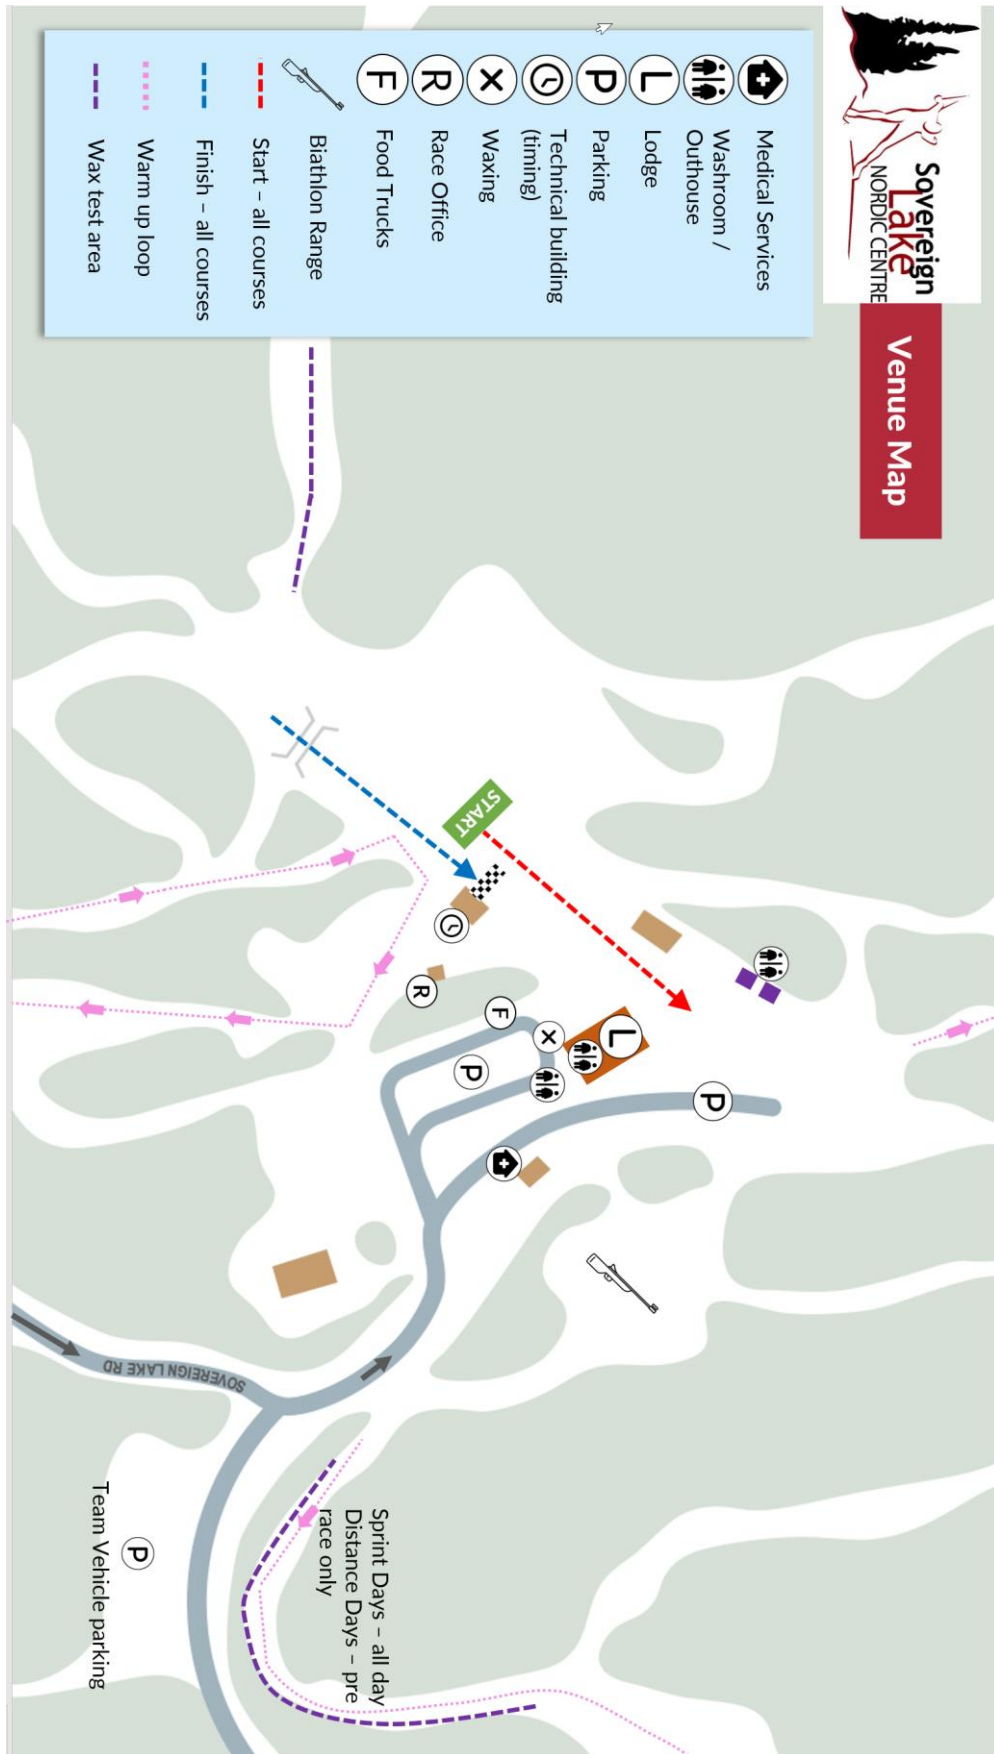 Sovereign
Lake
NORDIC CENTRE
Venue Map
Medical Services
Washroom /
Outhouse
L
Lodge
P
Parking
Technical building
(timing)
X
Waxing
R
Race Office
F
Food Trucks
Biathlon Range
Start – all courses
Finish – all courses
Warm up loop
Wax test area
START
L
P
X
F
P
R
SOVEREIGN LAKE RD
Sprint Days – all day
Distance Days – pre
race only
P
Team Vehicle parking